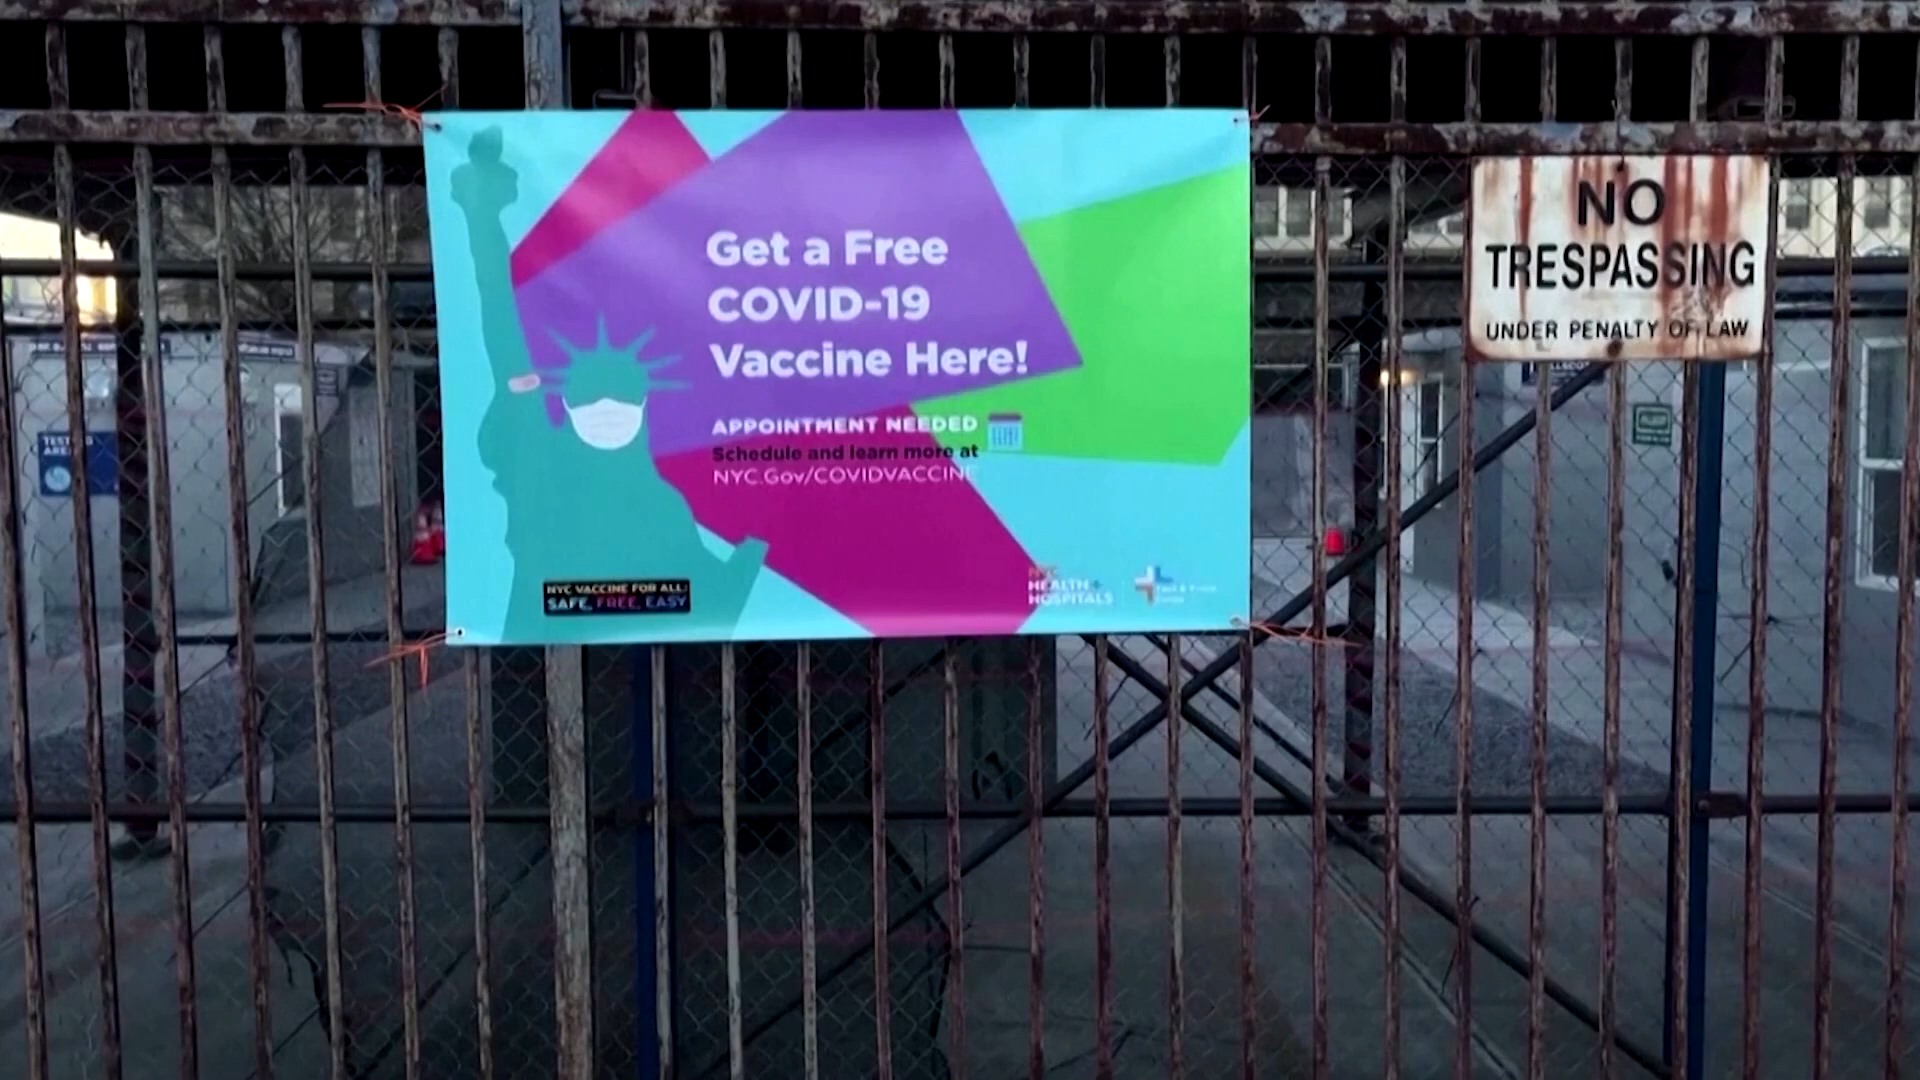 Get a Free
COVID-19
Vaccine Here!
APPOINTMENT NEEDED
Schedule and learn more at
NYC.Gov/COVIDVACCINE
NYC VACCINE FOR ALL:
SAFE, FREE, EASY
NYC
HEALTH+
HOSPITALS
NO
TRESPASSING
UNDER PENALTY OF LAW